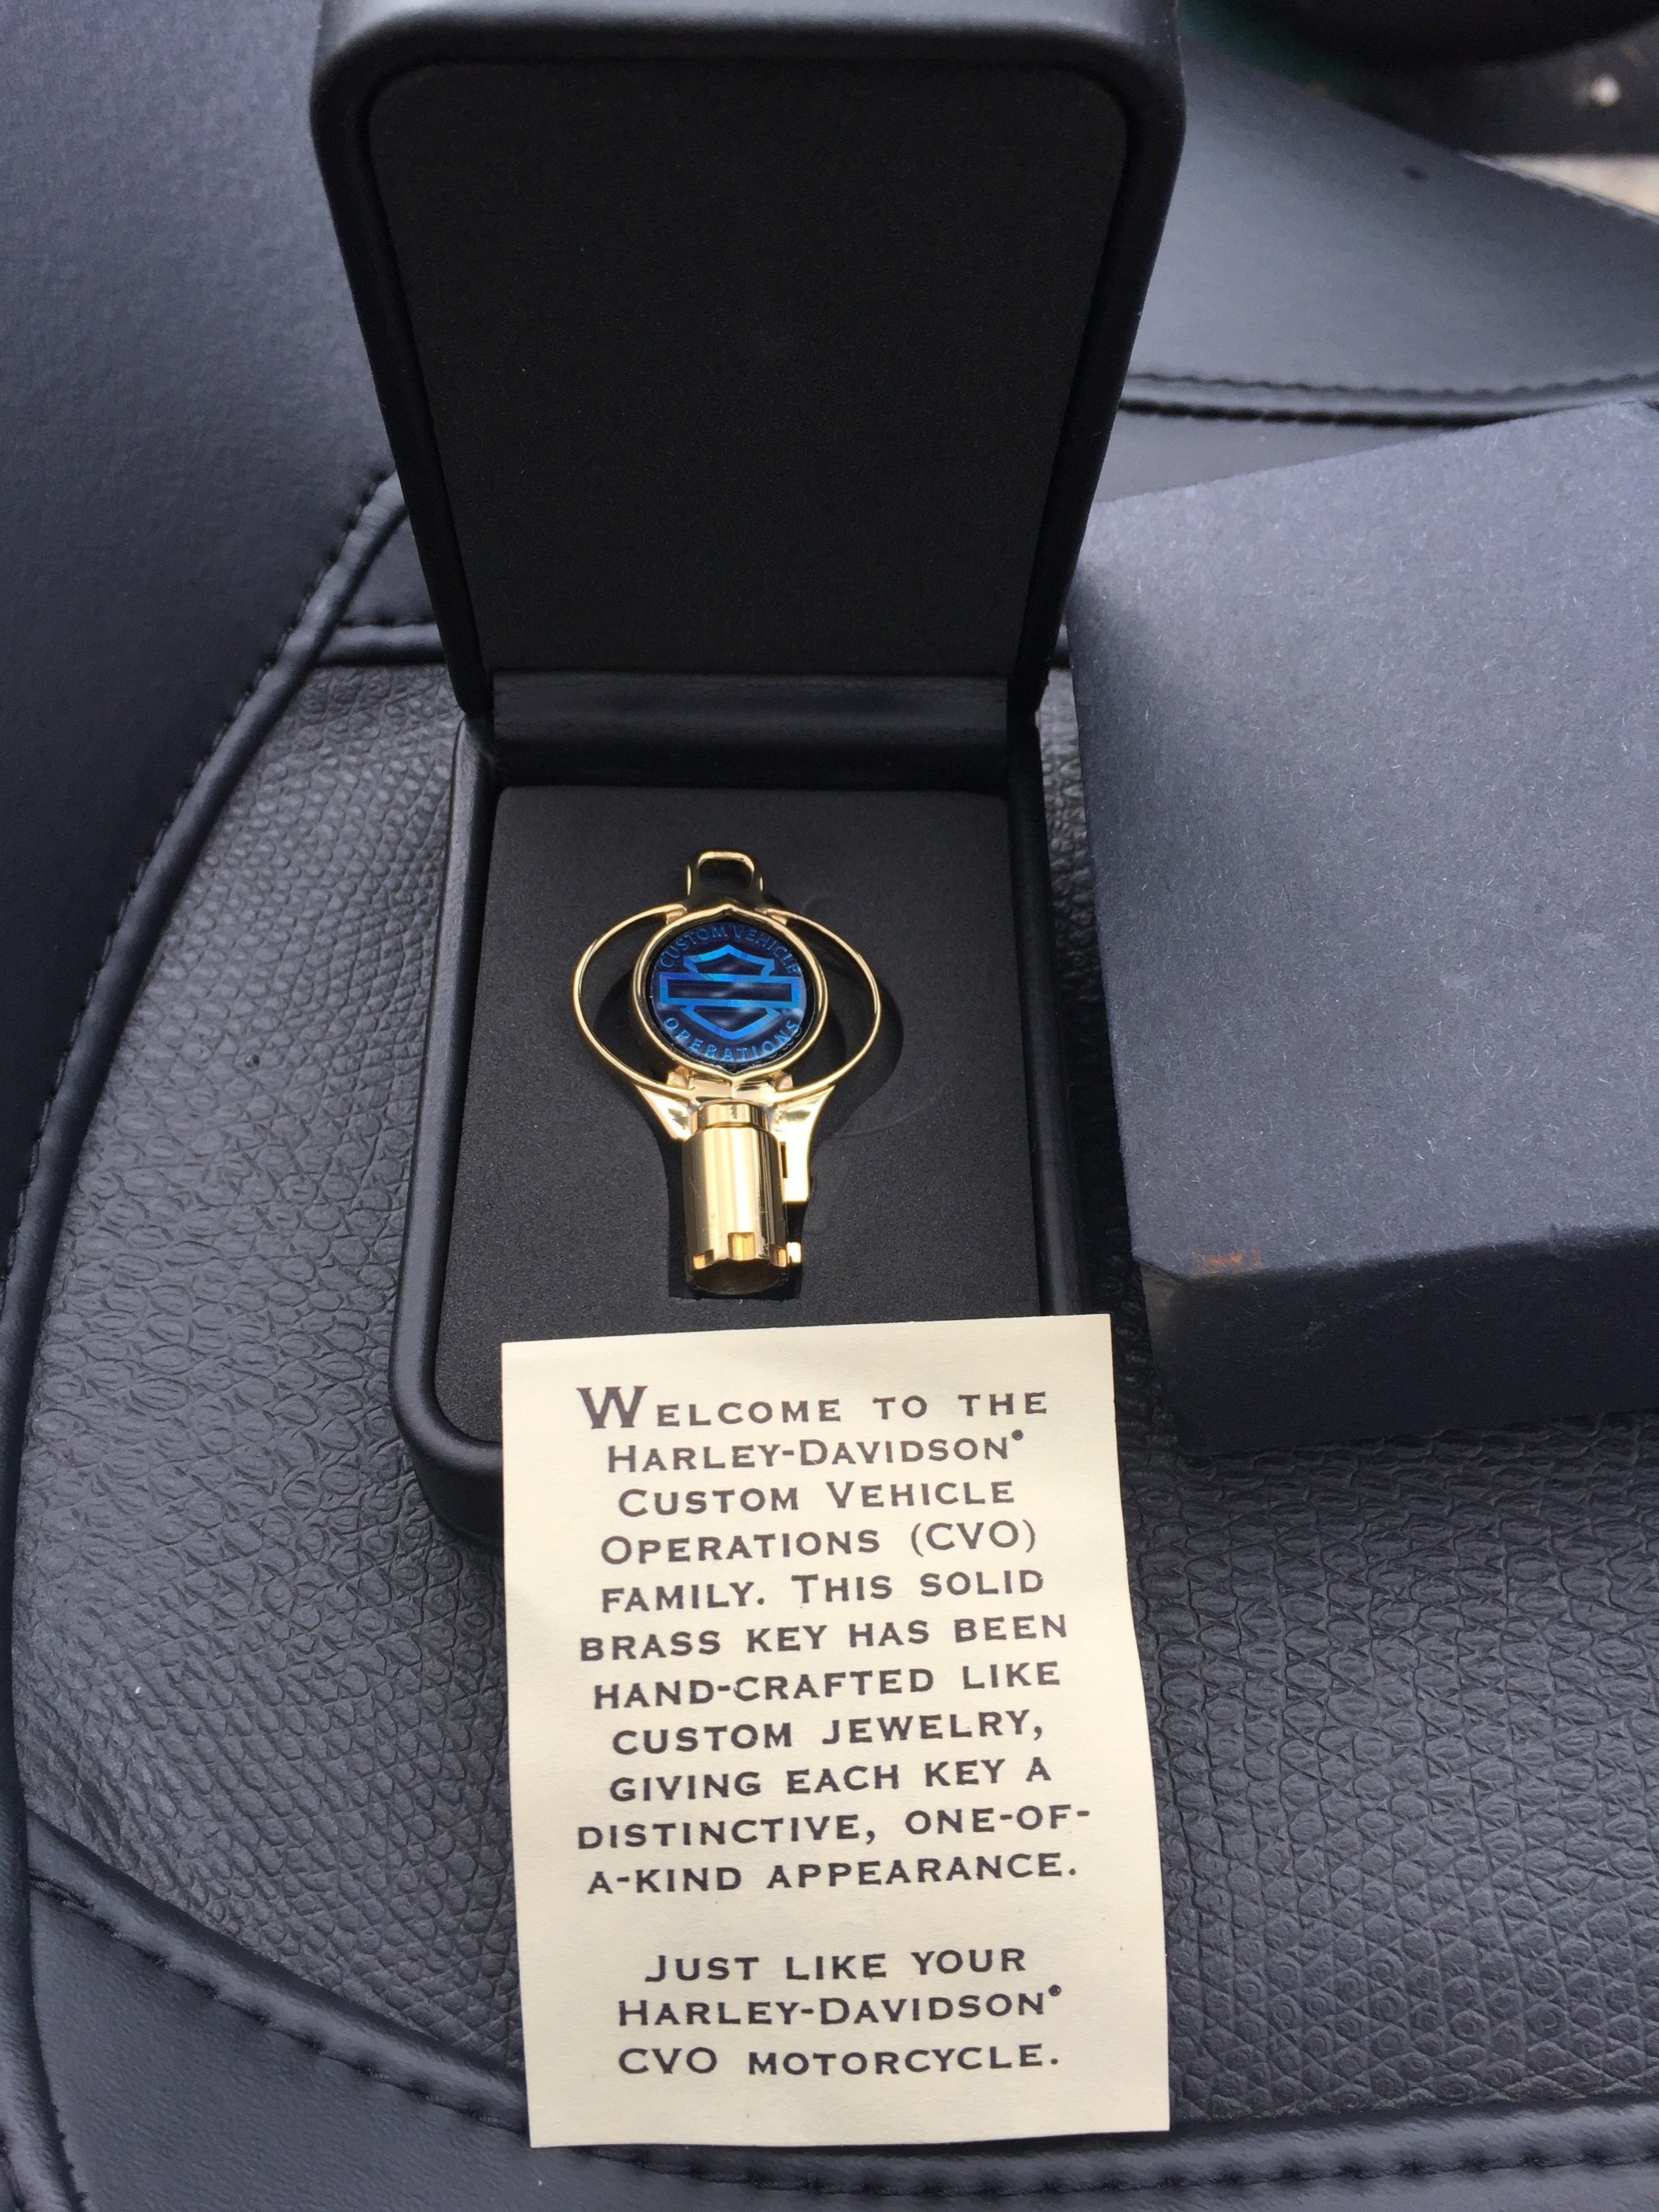 CUSTOM VEHICLE
OPERATIONS
WELCOME TO THE
HARLEY-DAVIDSON®
CUSTOM VEHICLE
OPERATIONS (CVO)
FAMILY. THIS SOLID
BRASS KEY HAS BEEN
HAND-CRAFTED LIKE
CUSTOM JEWELRY,
GIVING EACH KEY A
DISTINCTIVE, ONE-OF-
A-KIND APPEARANCE.
JUST LIKE YOUR
HARLEY-DAVIDSON®
CVO MOTORCYCLE.